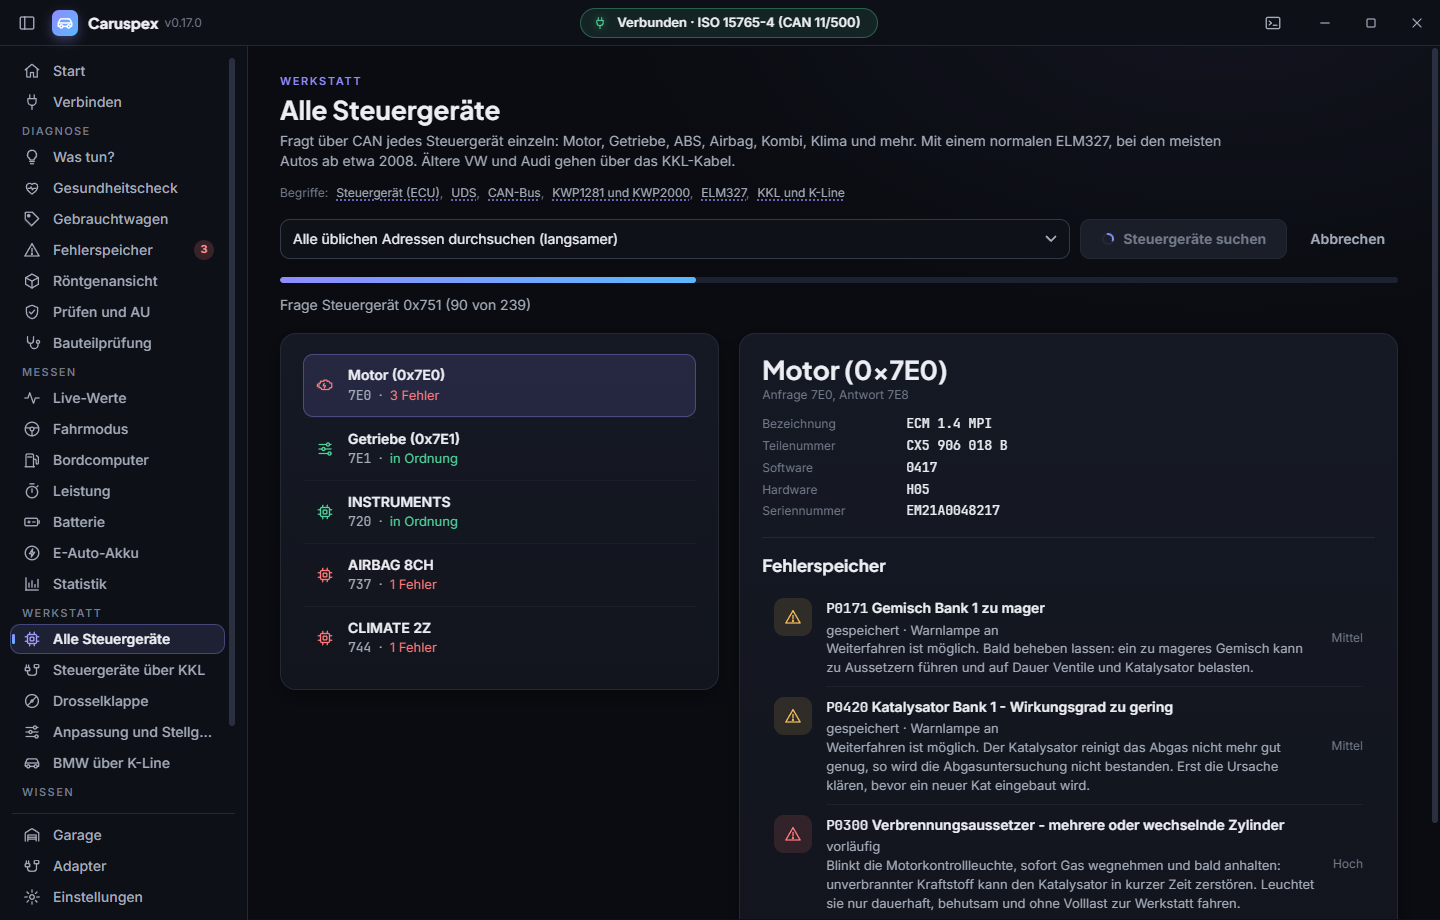 Caruspex v0.17.0
Verbunden · ISO 15765-4 (CAN 11/500)
Start
Verbinden
DIAGNOSE
Was tun?
Gesundheitscheck
Gebrauchtwagen
Fehlerspeicher 3
Röntgenansicht
Prüfen und AU
Bauteilprüfung
MESSEN
Live-Werte
Fahrmodus
Bordcomputer
Leistung
Batterie
E-Auto-Akku
Statistik
WERKSTATT
Alle Steuergeräte
Steuergeräte über KKL
Drosselklappe
Anpassung und Stellg...
BMW über K-Line
WISSEN
Garage
Adapter
Einstellungen
WERKSTATT
Alle Steuergeräte
Fragt über CAN jedes Steuergerät einzeln: Motor, Getriebe, ABS, Airbag, Kombi, Klima und mehr. Mit einem normalen ELM327, bei den meisten
Autos ab etwa 2008. Ältere VW und Audi gehen über das KKL-Kabel.
Begriffe: Steuergerät (ECU), UDS, CAN-Bus, KWP1281 und KWP2000, ELM327, KKL und K-Line
Alle üblichen Adressen durchsuchen (langsamer)
Steuergeräte suchen
Abbrechen
Frage Steuergerät 0x751 (90 von 239)
Motor (0x7E0)
7E0 · 3 Fehler
Getriebe (0x7E1)
7E1 · in Ordnung
INSTRUMENTS
720 · in Ordnung
AIRBAG 8CH
737 · 1 Fehler
CLIMATE 2Z
744 · 1 Fehler
Motor (0×7E0)
Anfrage 7E0, Antwort 7E8
Bezeichnung ECM 1.4 MPI
Teilenummer CX5 906 018 B
Software 0417
Hardware H05
Seriennummer EM21A0048217
Fehlerspeicher
P0171 Gemisch Bank 1 zu mager
gespeichert · Warnlampe an
Weiterfahren ist möglich. Bald beheben lassen: ein zu mageres Gemisch kann
zu Aussetzern führen und auf Dauer Ventile und Katalysator belasten.
Mittel
P0420 Katalysator Bank 1 - Wirkungsgrad zu gering
gespeichert · Warnlampe an
Weiterfahren ist möglich. Der Katalysator reinigt das Abgas nicht mehr gut
genug, so wird die Abgasuntersuchung nicht bestanden. Erst die Ursache
klären, bevor ein neuer Kat eingebaut wird.
Mittel
P0300 Verbrennungsaussetzer - mehrere oder wechselnde Zylinder
vorläufig
Blinkt die Motorkontrollleuchte, sofort Gas wegnehmen und bald anhalten:
unverbrannter Kraftstoff kann den Katalysator in kurzer Zeit zerstören. Leuchtet
sie nur dauerhaft, behutsam und ohne Volllast zur Werkstatt fahren.
Hoch